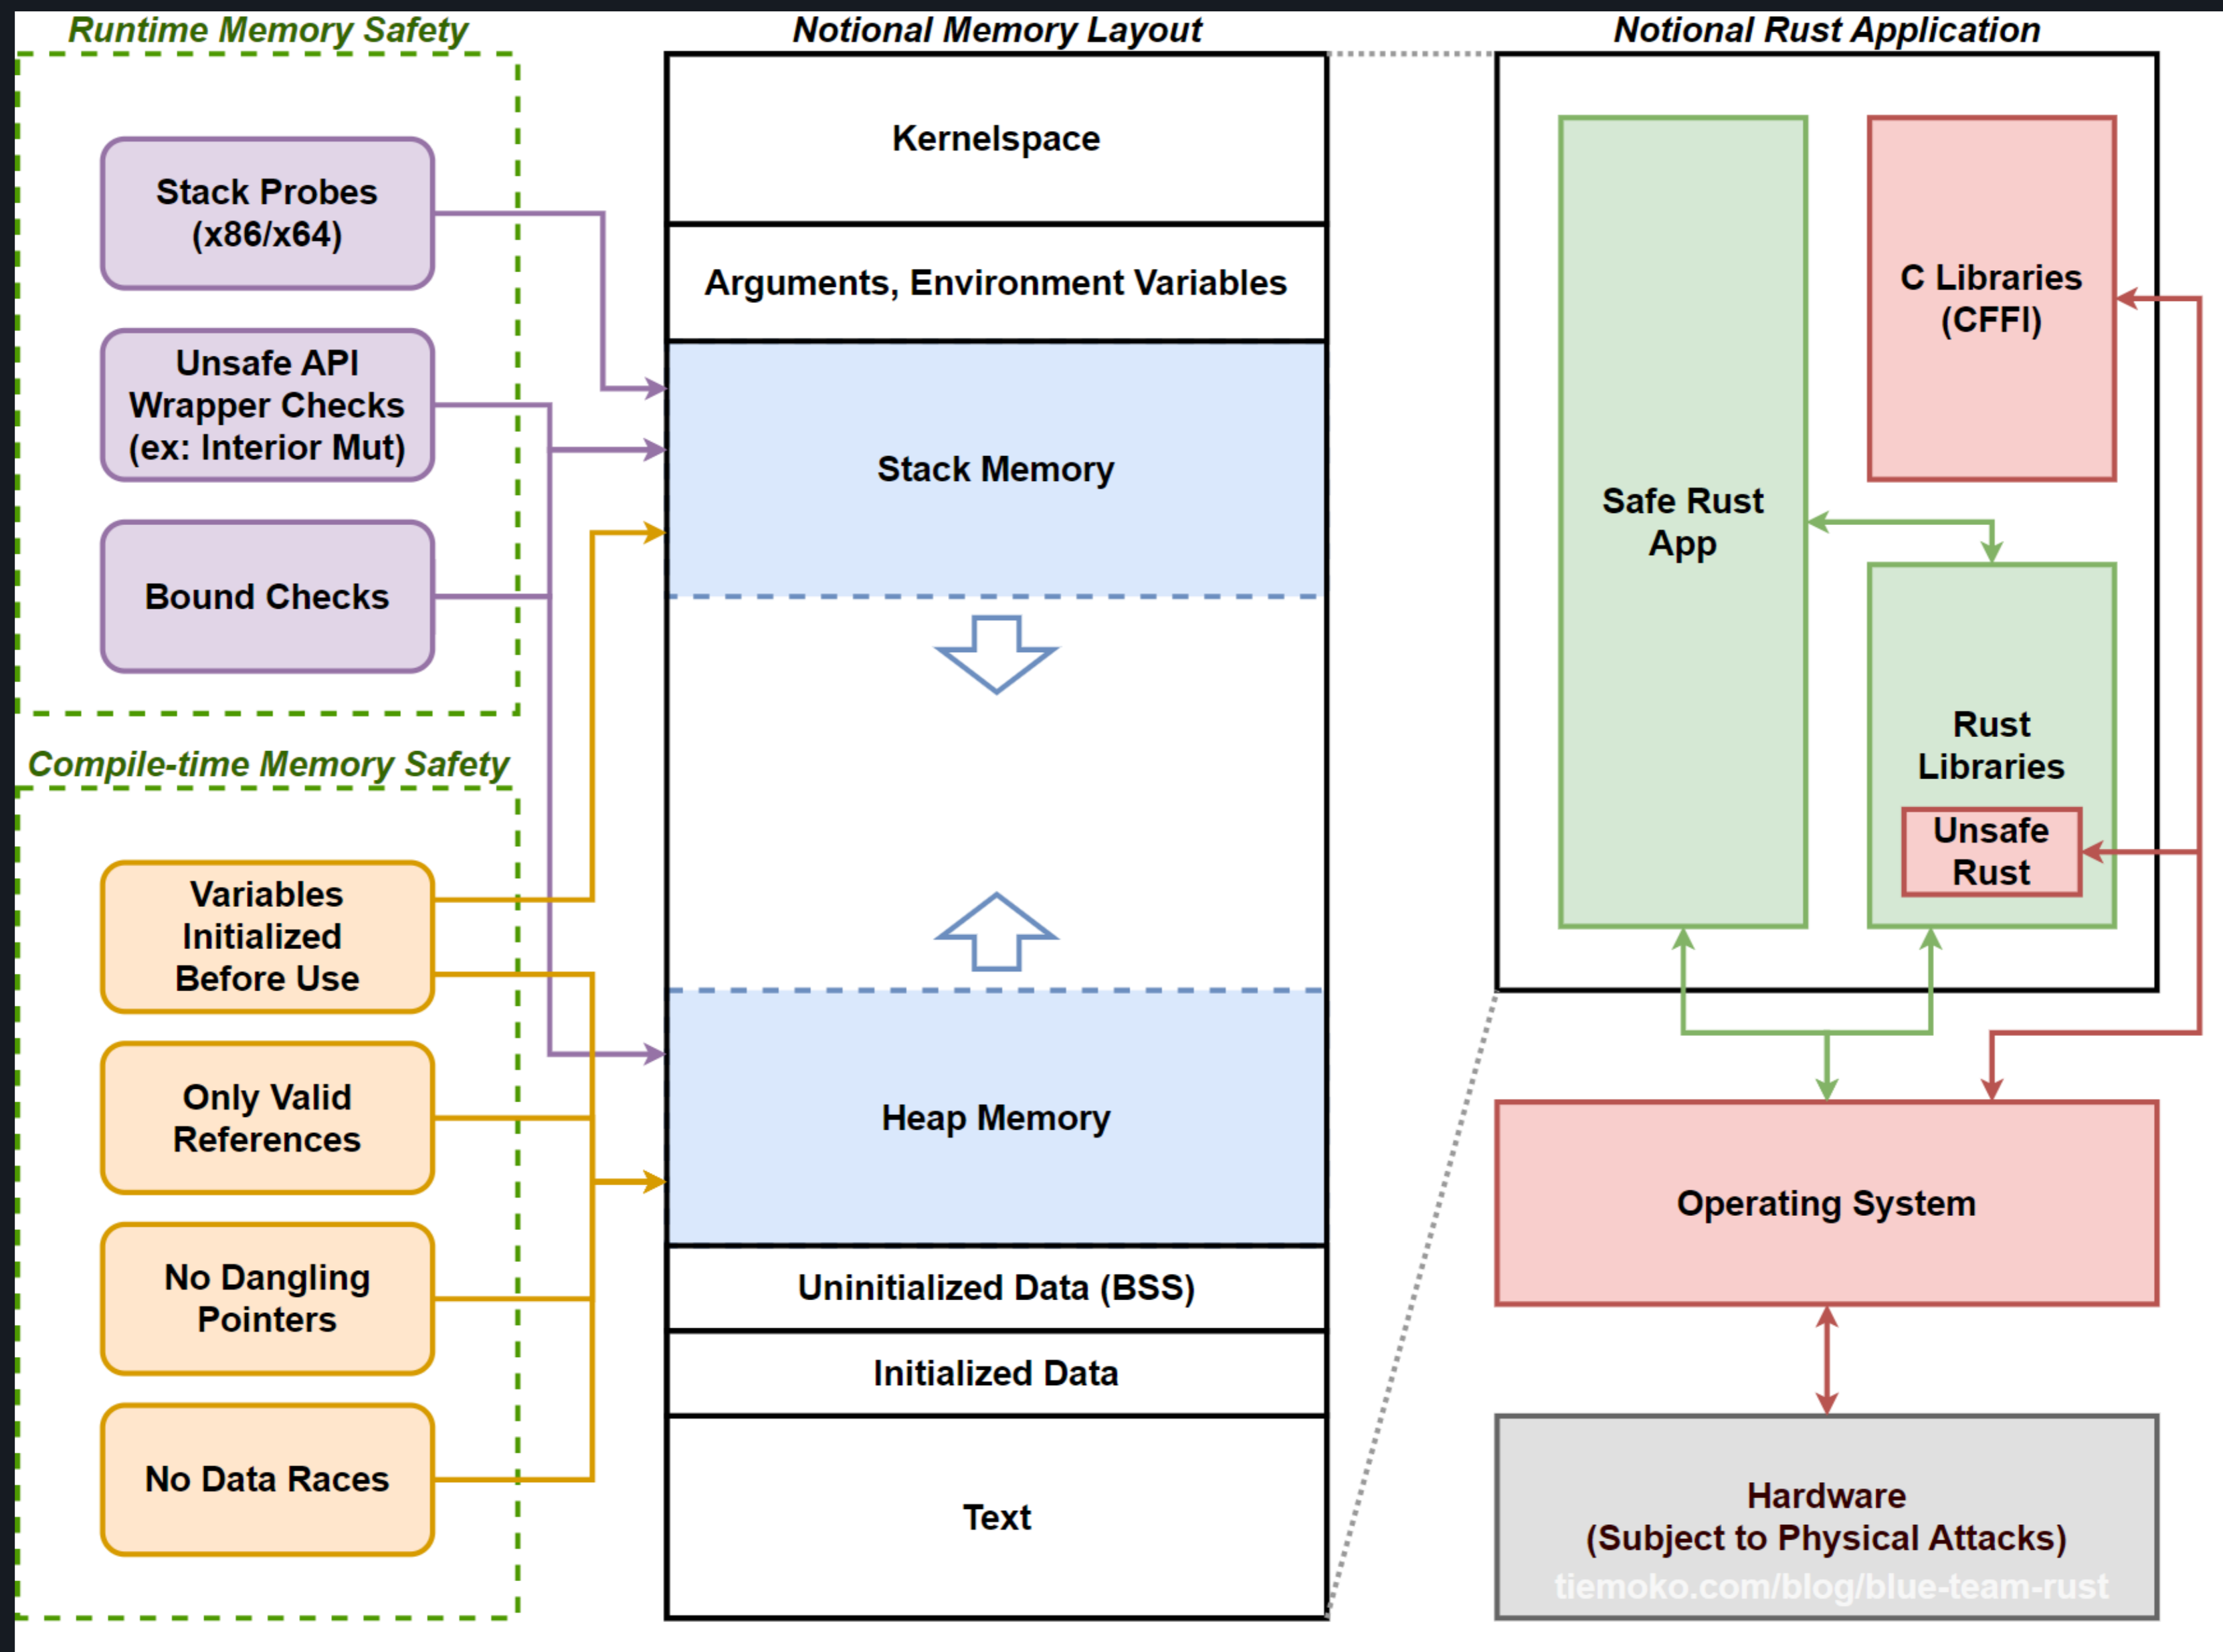 Runtime Memory Safety
Stack Probes
(x86/x64)
Unsafe API
Wrapper Checks
(ex: Interior Mut)
Bound Checks
Compile-time Memory Safety
Variables
Initialized
Before Use
Only Valid
References
No Dangling
Pointers
No Data Races
Notional Memory Layout
Kernelspace
Arguments, Environment Variables
Stack Memory
Heap Memory
Uninitialized Data (BSS)
Initialized Data
Text
Notional Rust Application
Safe Rust
App
C Libraries
(CFFI)
Rust
Libraries
Unsafe
Rust
Operating System
Hardware
(Subject to Physical Attacks)
tiemoko.com/blog/blue-team-rust